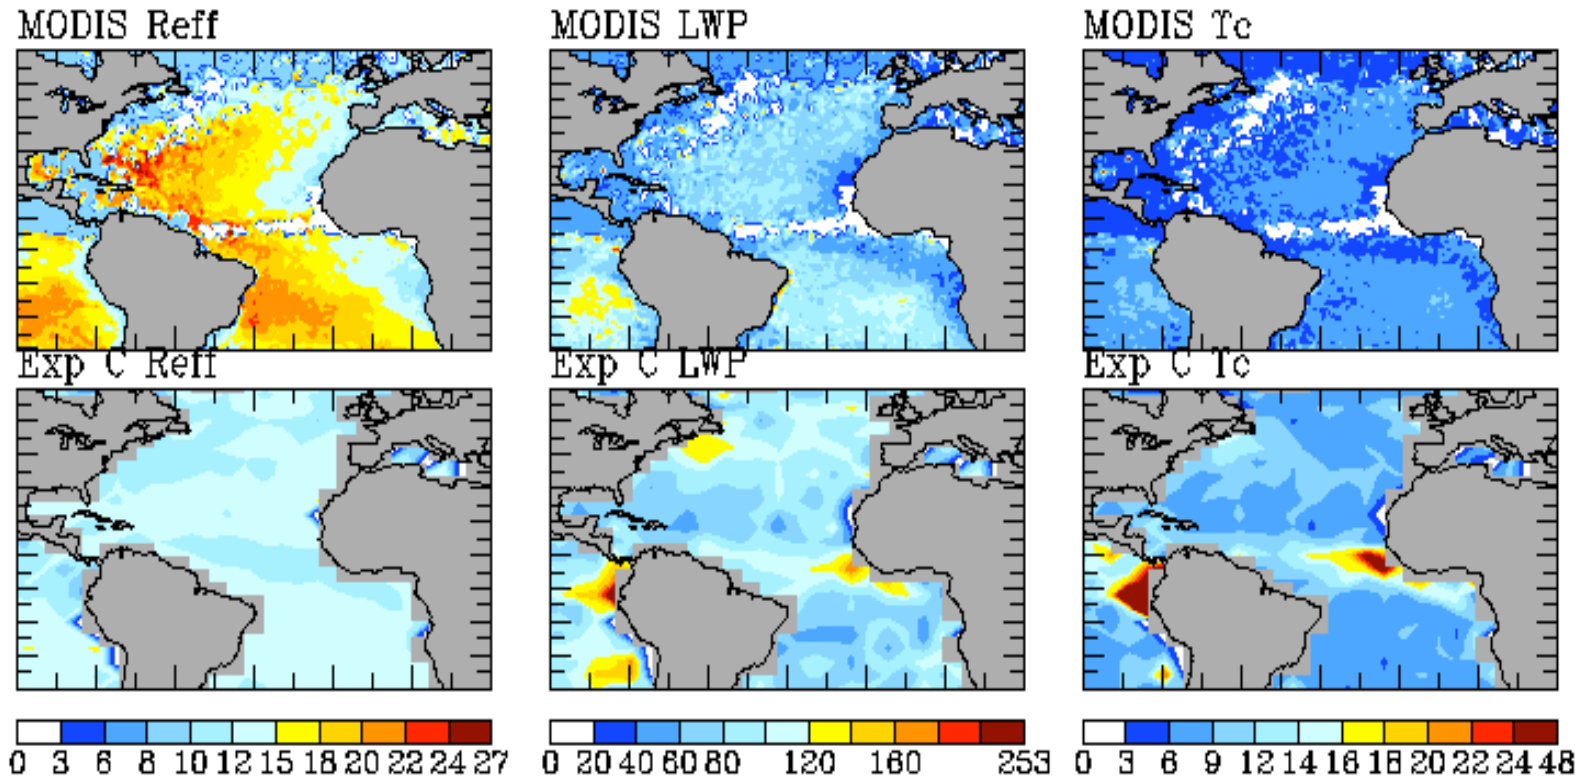 MODIS Reff MODIS LWP MODIS Tc
Exp C Reff Exp C LWP Exp C Tc
0 3 6 8 10 12 15 18 20 22 24 27 0 20 40 60 80 120 160 253 0 3 6 9 12 14 16 18 20 22 24 48